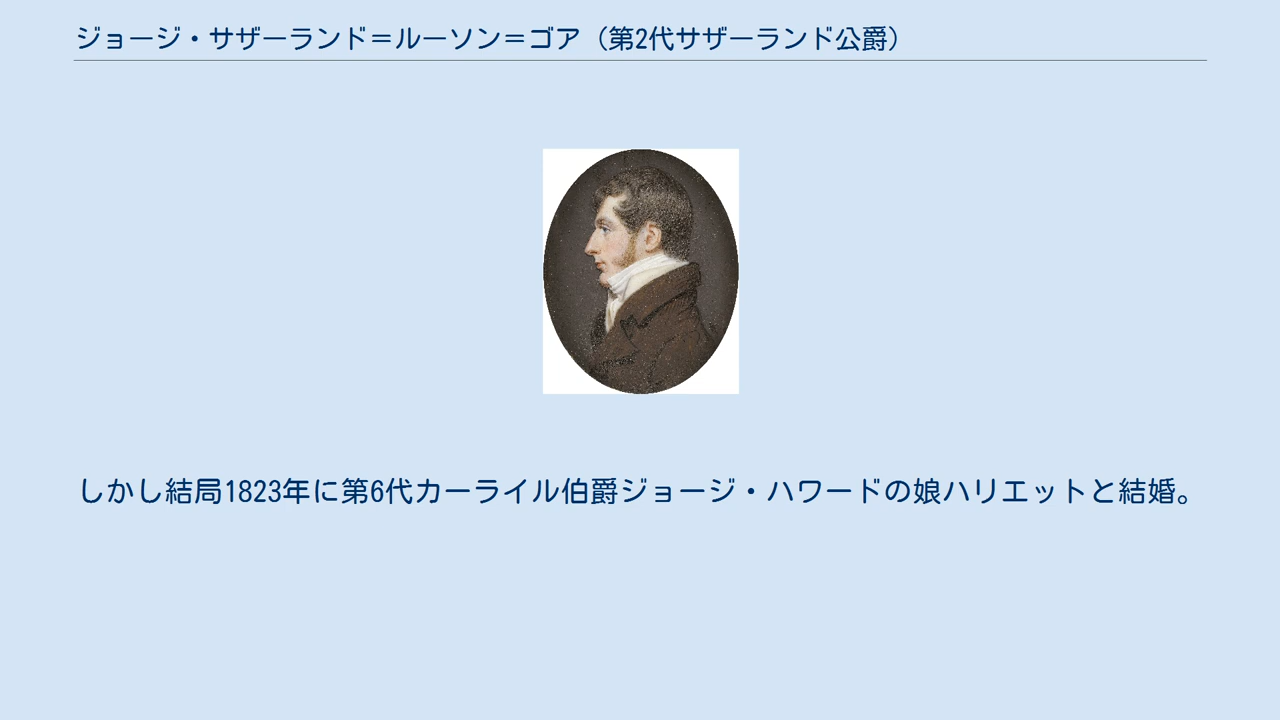 ジョージ・サザーランド＝ルーソン＝ゴア（第2代サザーランド公爵）
しかし結局1823年に第6代カーライル伯爵ジョージ・ハワードの娘ハリエットと結婚。